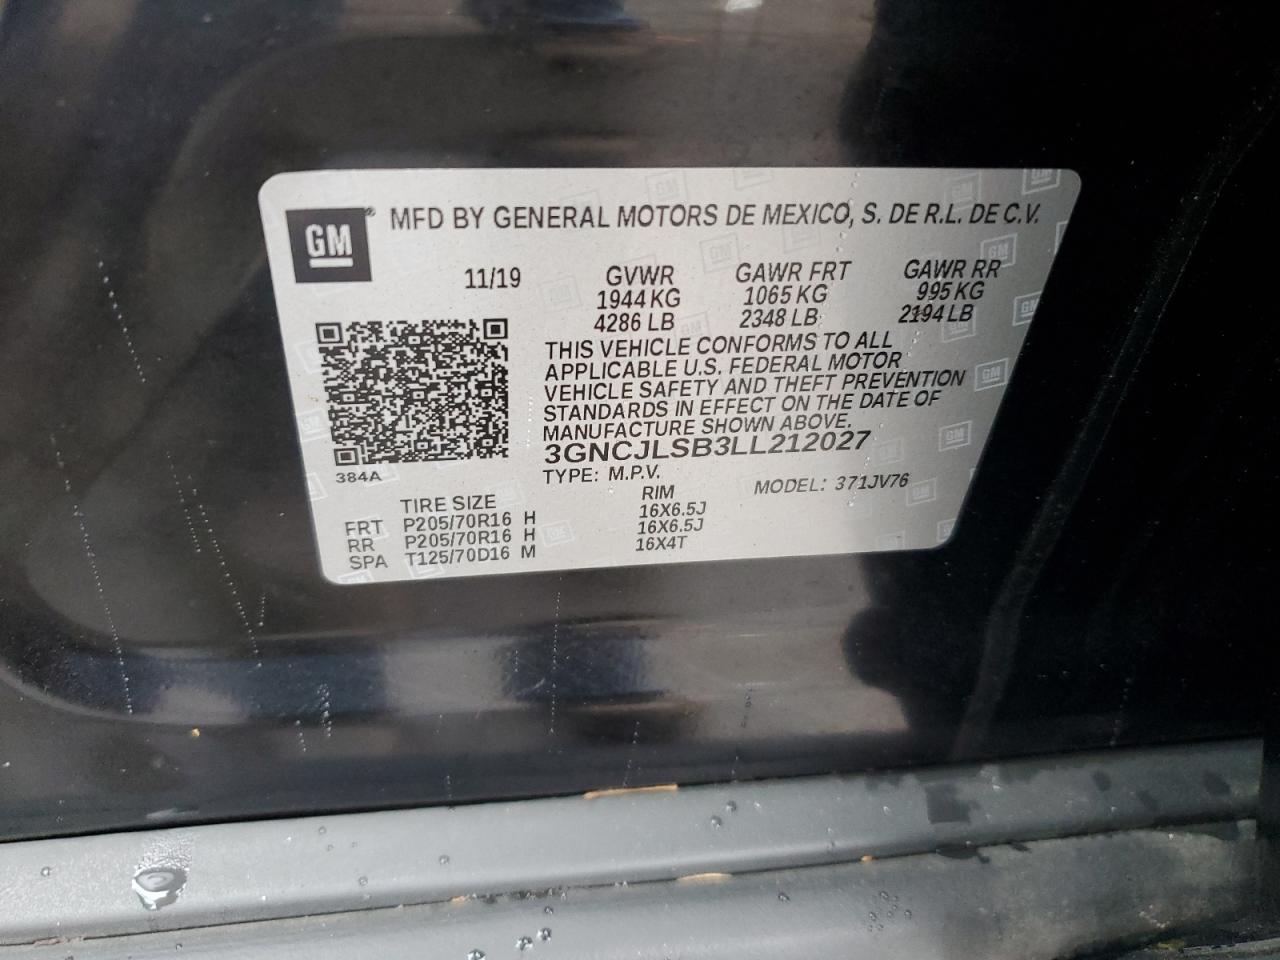 GM® MFD BY GENERAL MOTORS DE MEXICO, S. DE R.L. DE C.V.
11/19 GVWR GAWR FRT GAWR RR
1944 KG 1065 KG 995 KG
4286 LB 2348 LB 2194 LB
THIS VEHICLE CONFORMS TO ALL
APPLICABLE U.S. FEDERAL MOTOR
VEHICLE SAFETY AND THEFT PREVENTION
STANDARDS IN EFFECT ON THE DATE OF
MANUFACTURE SHOWN ABOVE.
3GNCJLSB3LL212027
384A TYPE: M.P.V. MODEL: 371JV76
TIRE SIZE RIM
FRT P205/70R16 H 16X6.5J
RR P205/70R16 H 16X6.5J
SPA T125/70D16 M 16X4T